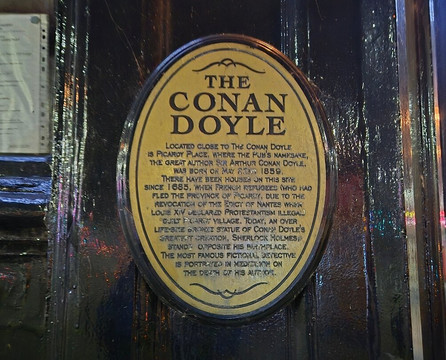 THE
CONAN
DOYLE
LOCATED CLOSE TO THE CONAN DOYLE
IS PICARDY PLACE, WHERE THE PUB'S NAMESAKE,
THE GREAT AUTHOR SIR ARTHUR CONAN DOYLE,
WAS BORN ON MAY 1859.
THERE HAVE BEEN HOUSES ON THIS SITE
SINCE 1685, WHEN FRENCH REFUGEES (WHO HAD
FLED THE PROVINCE OF PICARDY, DUE TO THE
REVOCATION OF THE EDICT OF NANTES WHEN
LOUIS XIV DECLARED PROTESTANTISM ILLEGAL,
BUILT PICARDY VILLAGE. TODAY, AN OVER
LIFE-SIZE BRONZE STATUE OF CONAN DOYLE'S
GREATEST CREATION, SHERLOCK HOLMES,
STANDS OPPOSITE HIS BIRTHPLACE.
THE MOST FAMOUS FICTIONAL DETECTIVE
IS PORTRAYED IN MEDITATION ON
THE DEATH OF HIS AUTHOR.